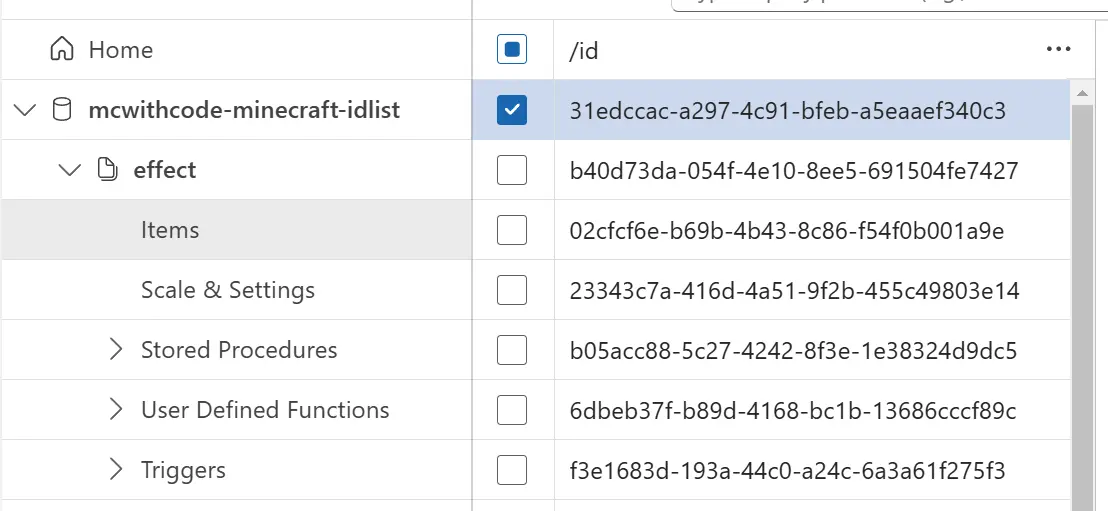 Home
/id
...
mcwithcode-minecraft-idlist
31edccac-a297-4c91-bfeb-a5eaaef340c3
effect
b40d73da-054f-4e10-8ee5-691504fe7427
Items
02cfcf6e-b69b-4b43-8c86-f54f0b001a9e
Scale & Settings
23343c7a-416d-4a51-9f2b-455c49803e14
Stored Procedures
b05acc88-5c27-4242-8f3e-1e38324d9dc5
User Defined Functions
6dbeb37f-b89d-4168-bc1b-13686cccf89c
Triggers
f3e1683d-193a-44c0-a24c-6a3a61f275f3